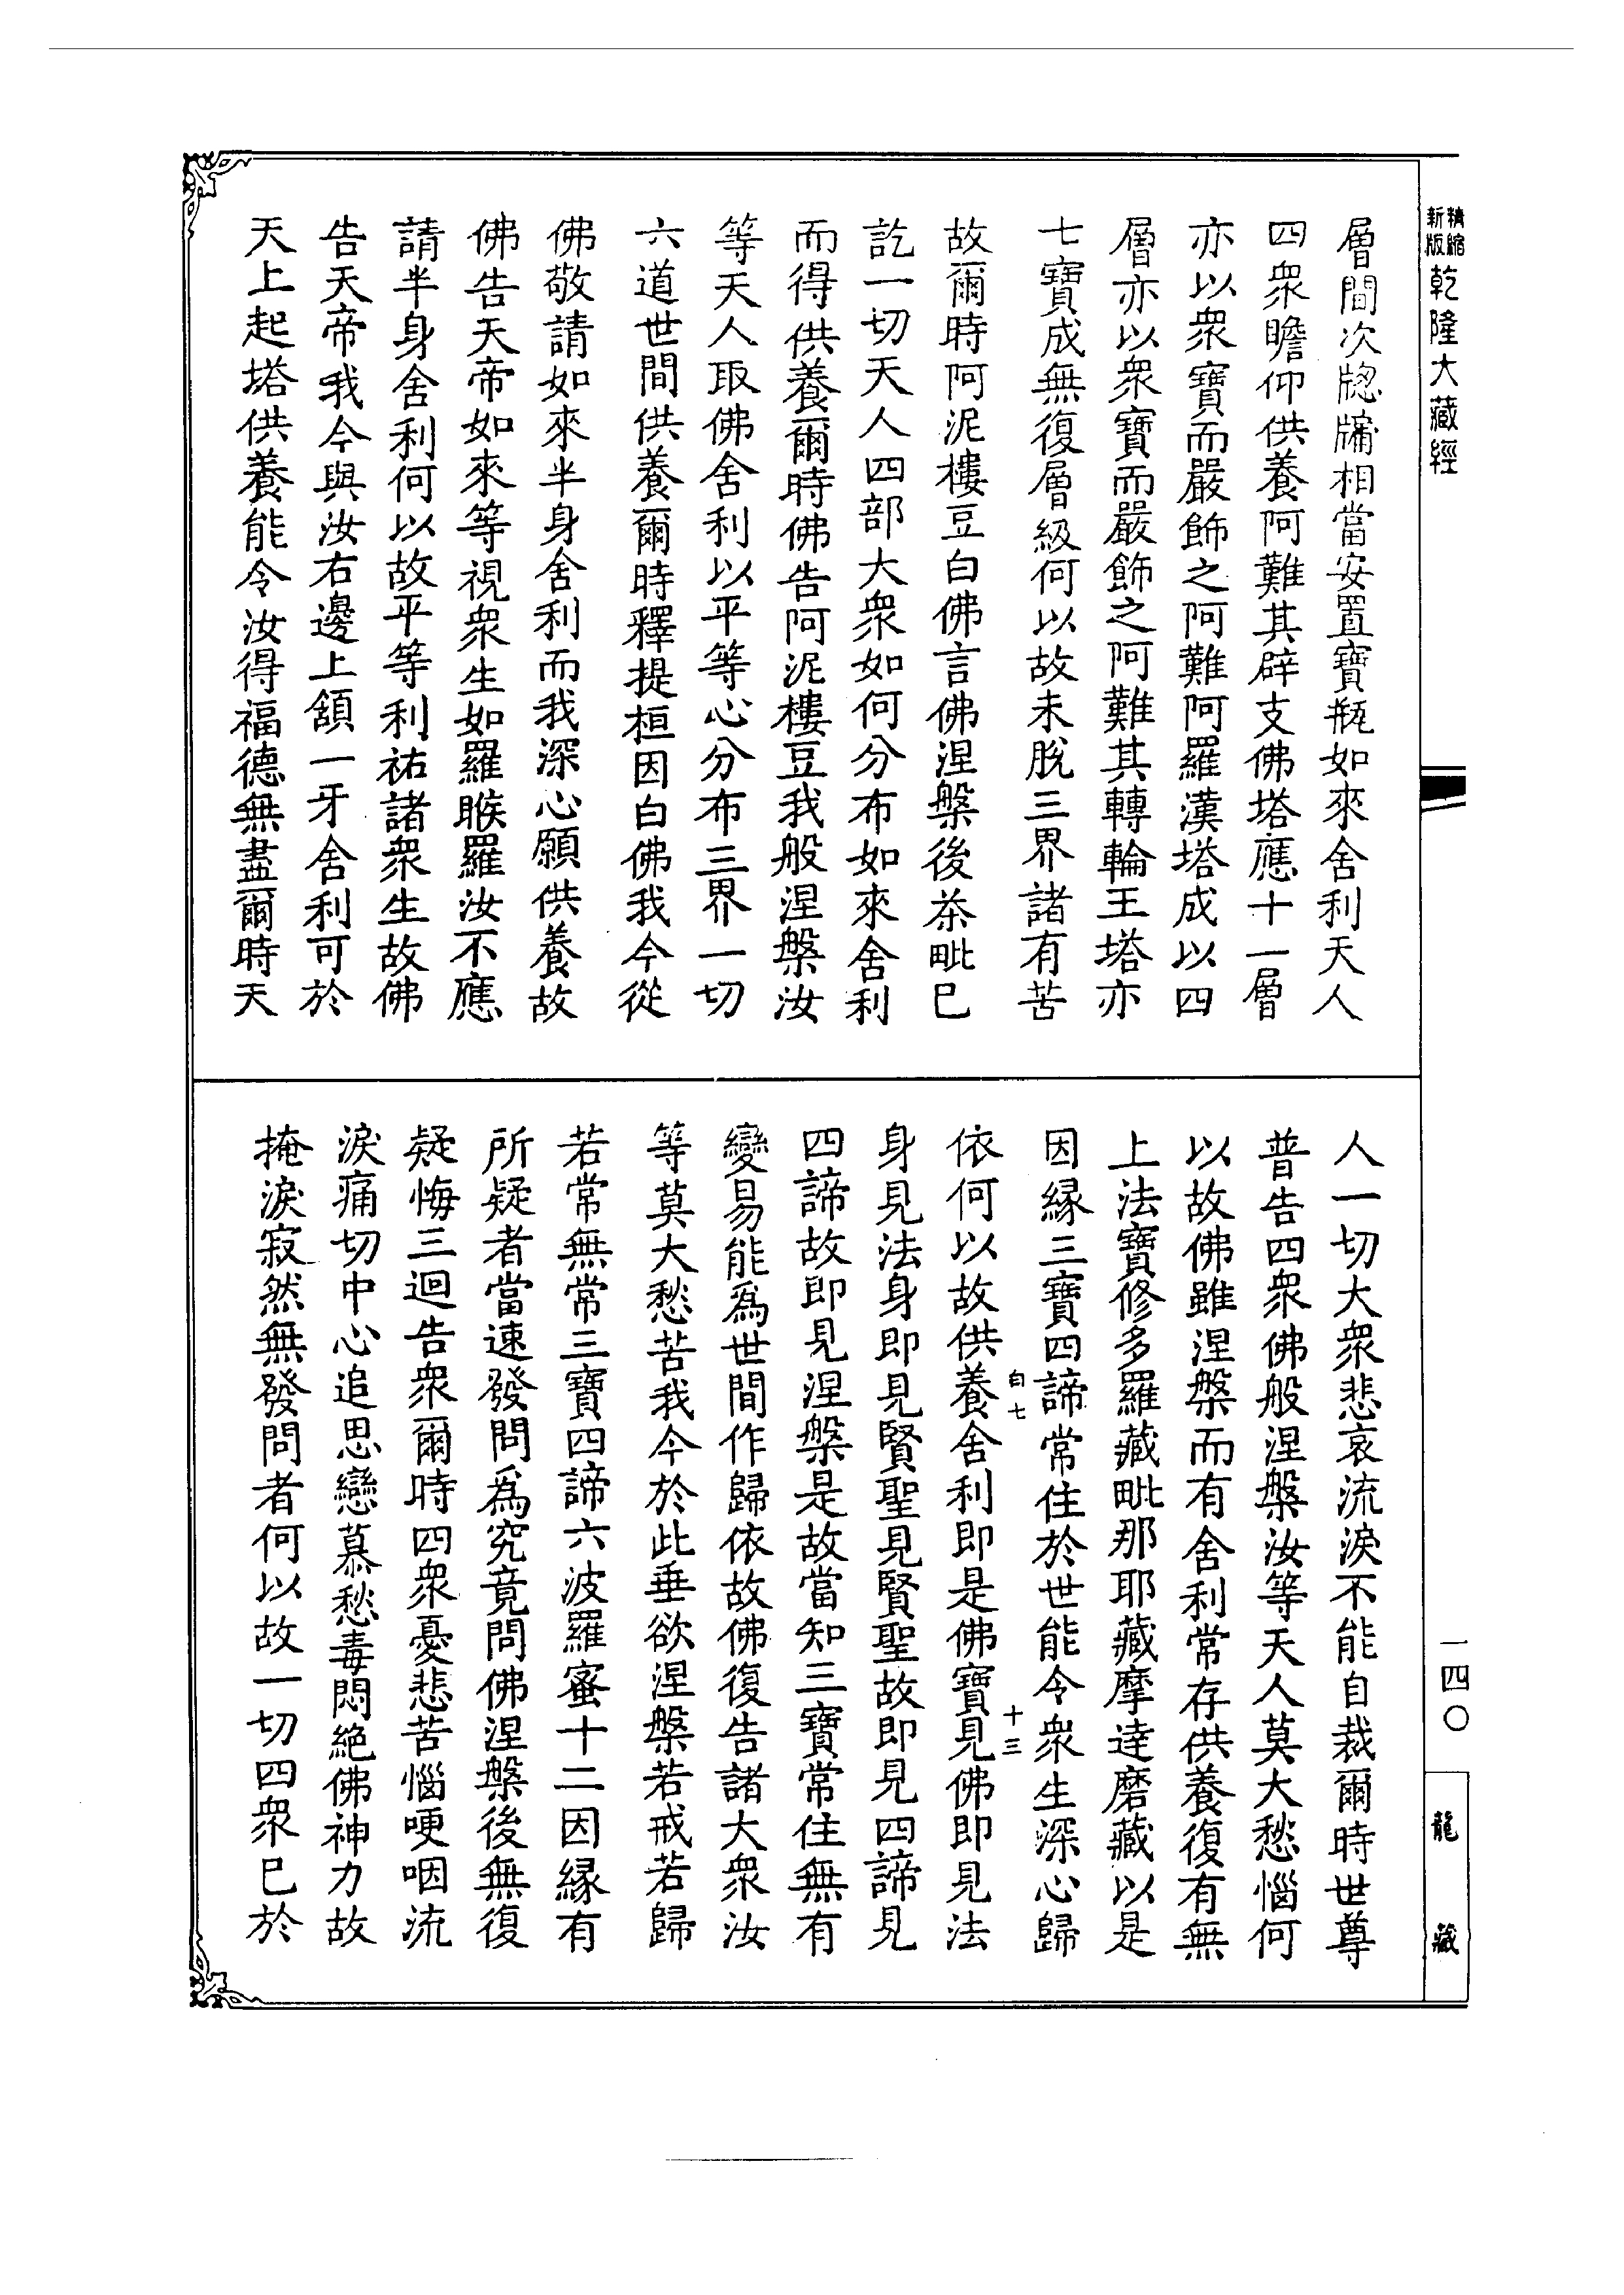 精縮
新版
乾隆大藏經
層間次牕牖相當安置寶瓶如來舍利天人
四衆瞻仰供養阿難其辟支佛塔應十一層
亦以衆寶而嚴飾之阿難阿羅漢塔成以四
層亦以衆寶而嚴飾之阿難其轉輪王塔亦
七寶成無復層級何以故未脫三界諸有苦
故爾時阿泥樓豆白佛言佛涅槃後茶毗已
訖一切天人四部大衆如何分布如來舍利
而得供養爾時佛告阿泥樓豆我般涅槃汝
等天人取佛舍利以平等心分布三界一切
六道世間供養爾時釋提桓因白佛我今從
佛敬請如來半身舍利而我深心願供養故
佛告天帝如來等視衆生如羅睺羅汝不應
請半身舍利何以故平等利祐諸衆生故佛
告天帝我今與汝右邊上頷一牙舍利可於
天上起塔供養能令汝得福德無盡爾時天
人一切大衆悲哀流淚不能自裁爾時世尊
普告四衆佛般涅槃汝等天人莫大愁惱何
以故佛雖涅槃而有舍利常存供養復有無
上法寶修多羅藏毗那耶藏摩達磨藏以是
因緣三寶四諦常住於世能令衆生深心歸
白七
十三
依何以故供養舍利即是佛寶見佛即見法
身見法身即見賢聖見賢聖故即見四諦見
四諦故即見涅槃是故當知三寶常住無有
變易能爲世間作歸依故佛復告諸大衆汝
等莫大愁苦我今於此垂欲涅槃若戒若歸
若常無常三寶四諦六波羅蜜十二因緣有
所疑者當速發問爲究竟問佛涅槃後無復
疑悔三迴告衆爾時四衆憂悲苦惱哽咽流
淚痛切中心追思戀慕愁毒悶絕佛神力故
掩淚寂然無發問者何以故一切四衆已於
一四〇
龍藏